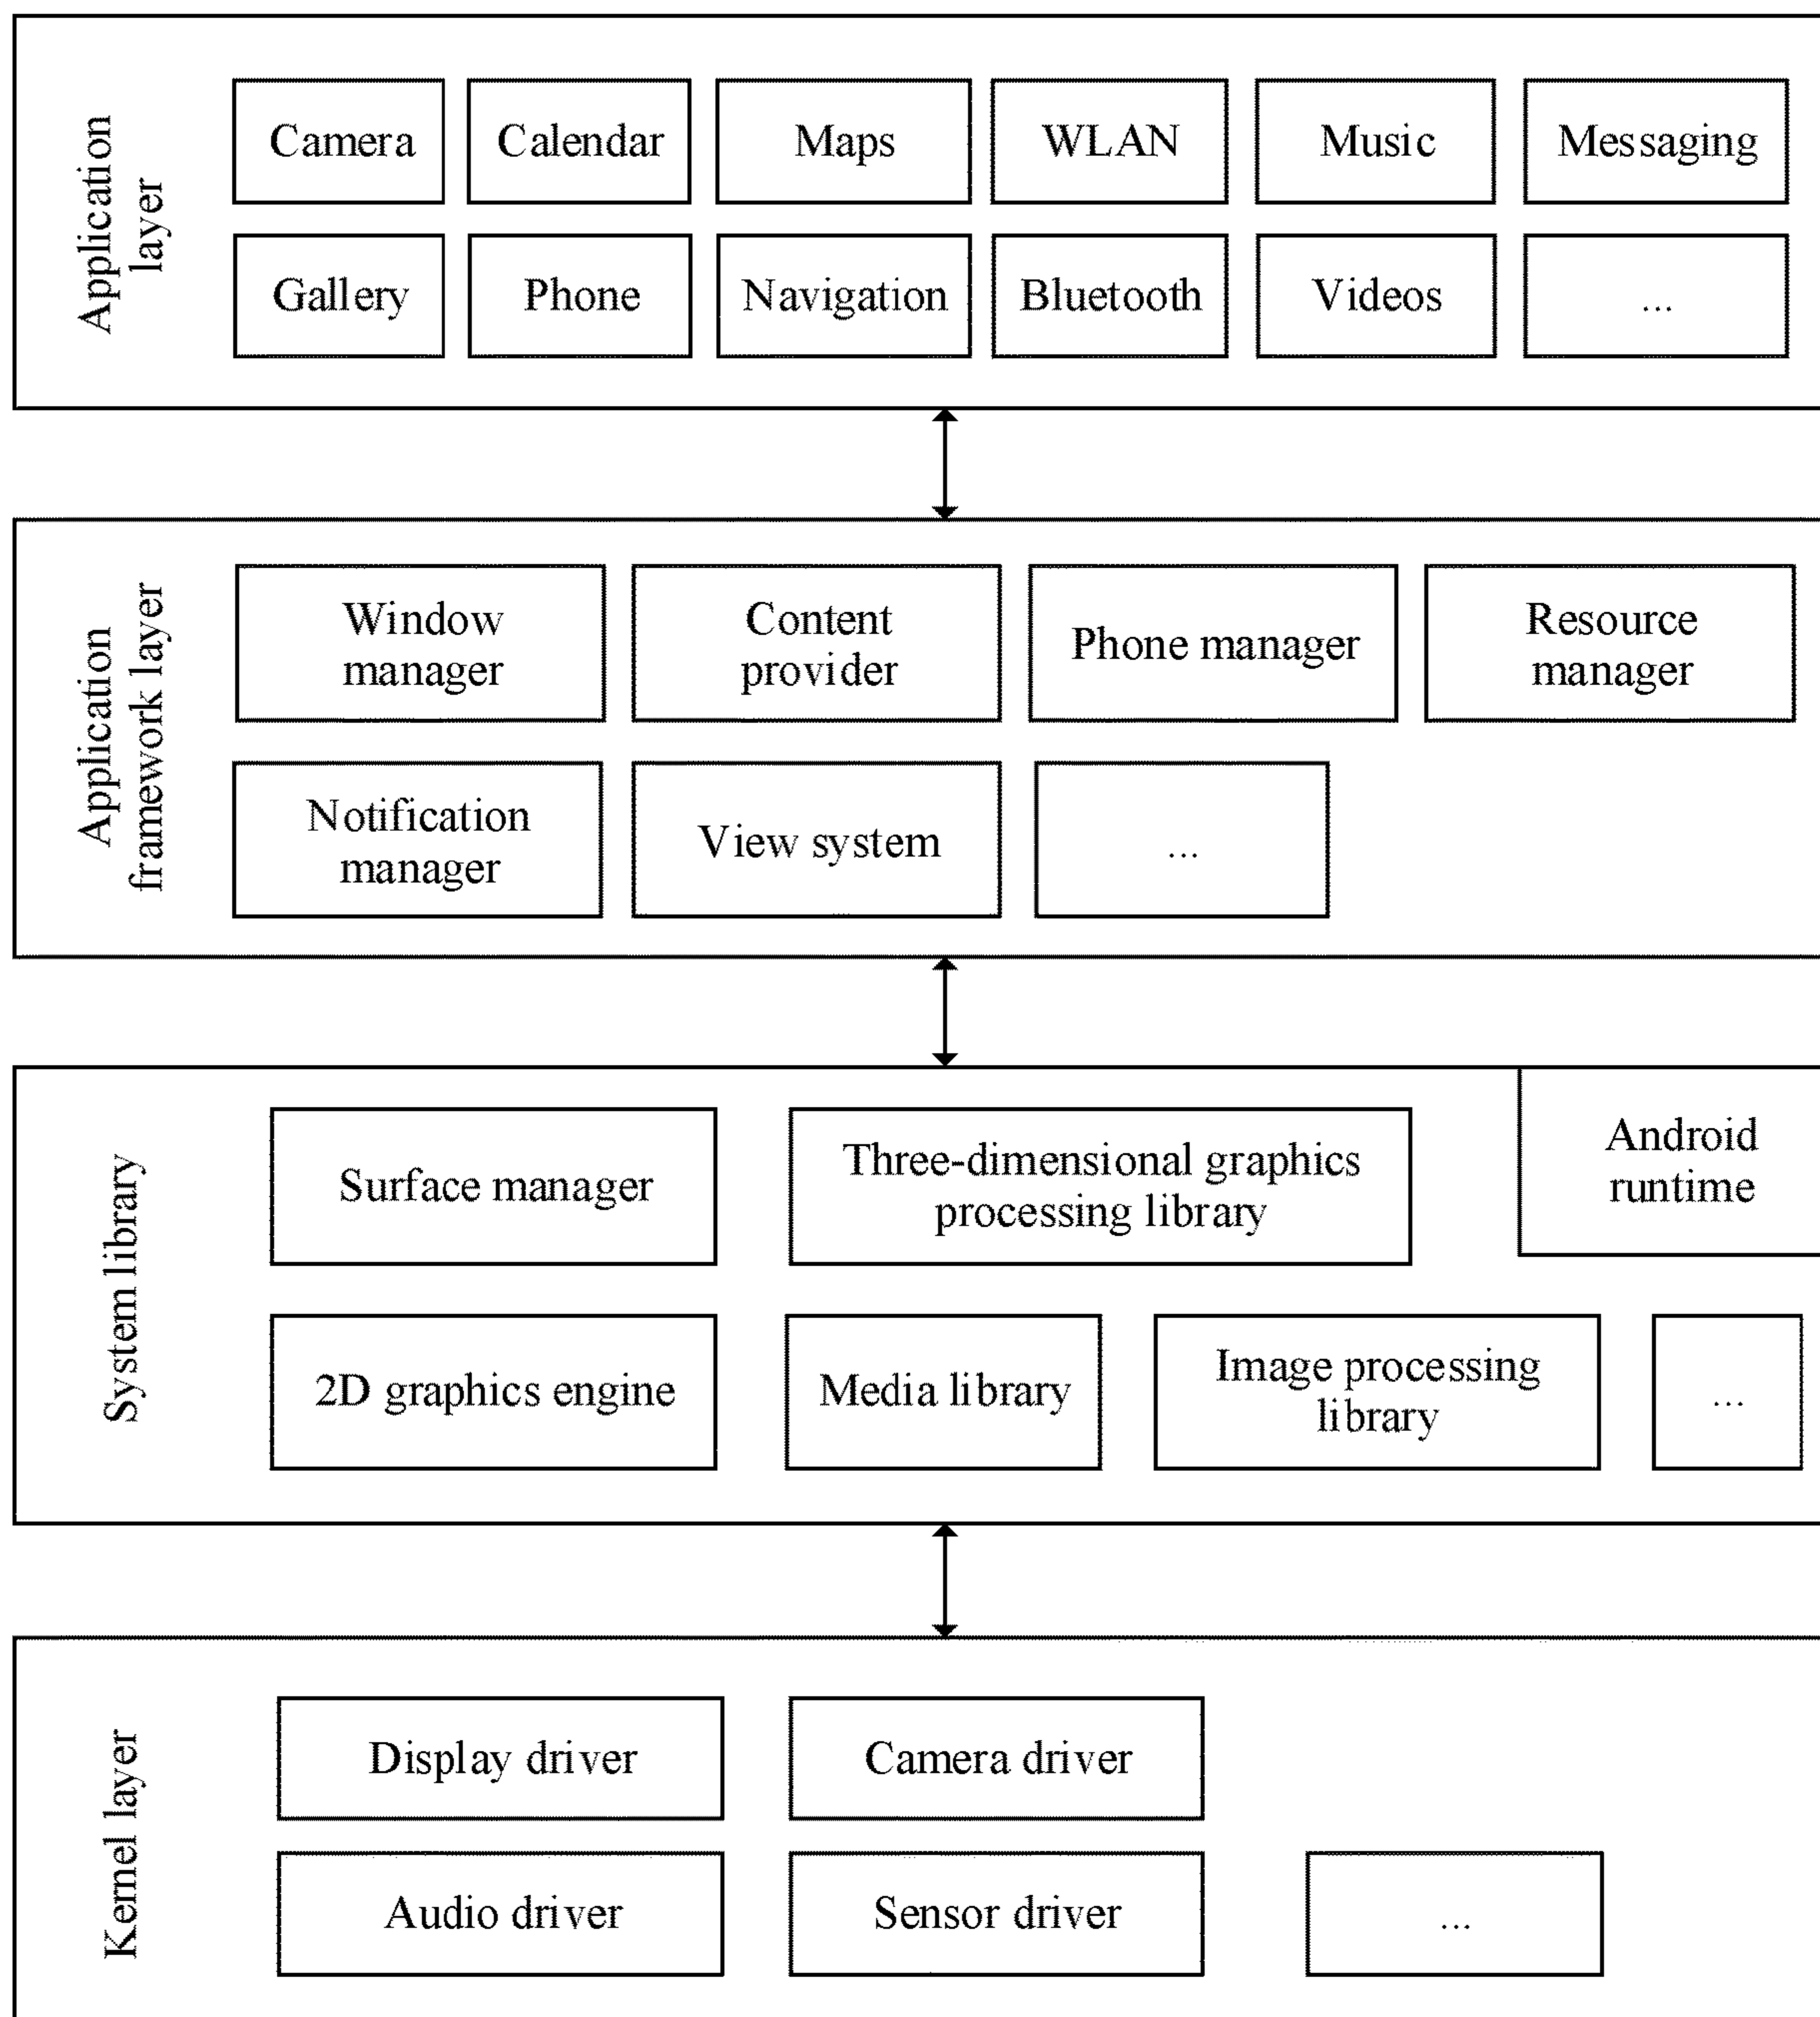 Application
layer
Camera
Calendar
Maps
WLAN
Music
Messaging
Gallery
Phone
Navigation
Bluetooth
Videos
...
Application
framework layer
Window
manager
Content
provider
Phone manager
Resource
manager
Notification
manager
View system
...
System library
Surface manager
Three-dimensional graphics
processing library
Android
runtime
2D graphics engine
Media library
Image processing
library
...
Kernel layer
Display driver
Camera driver
Audio driver
Sensor driver
...